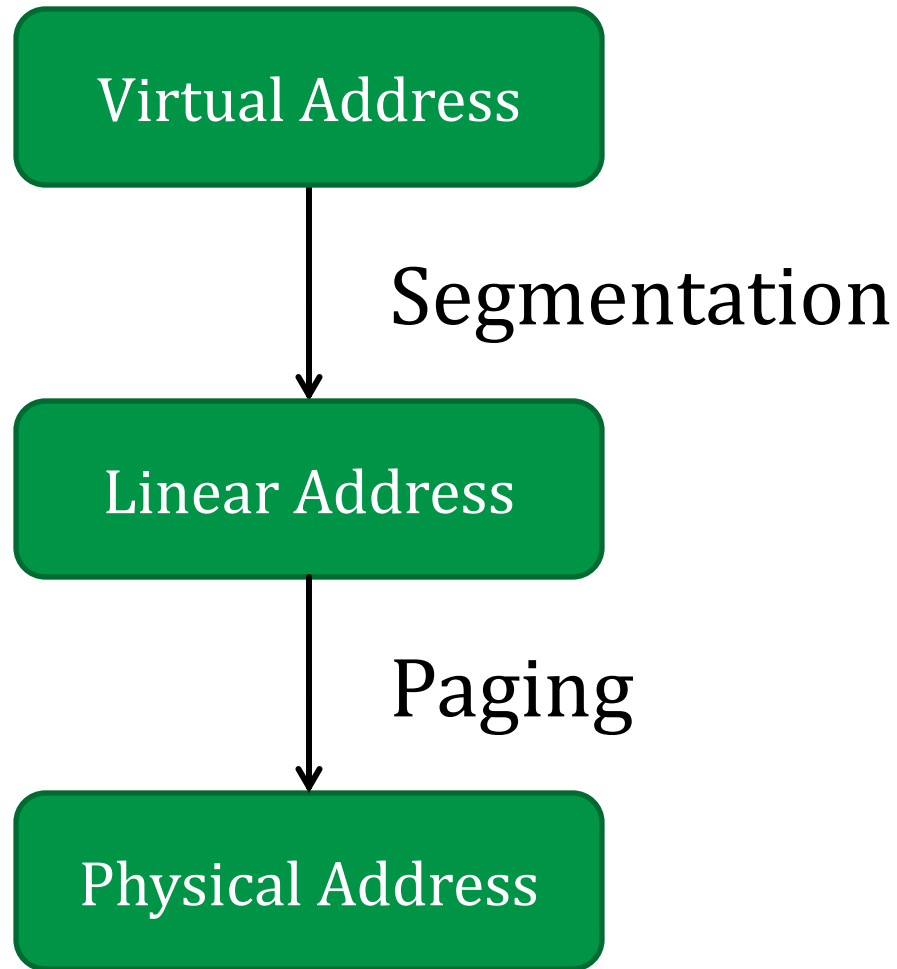 Virtual Address
Segmentation
Linear Address
Paging
Physical Address